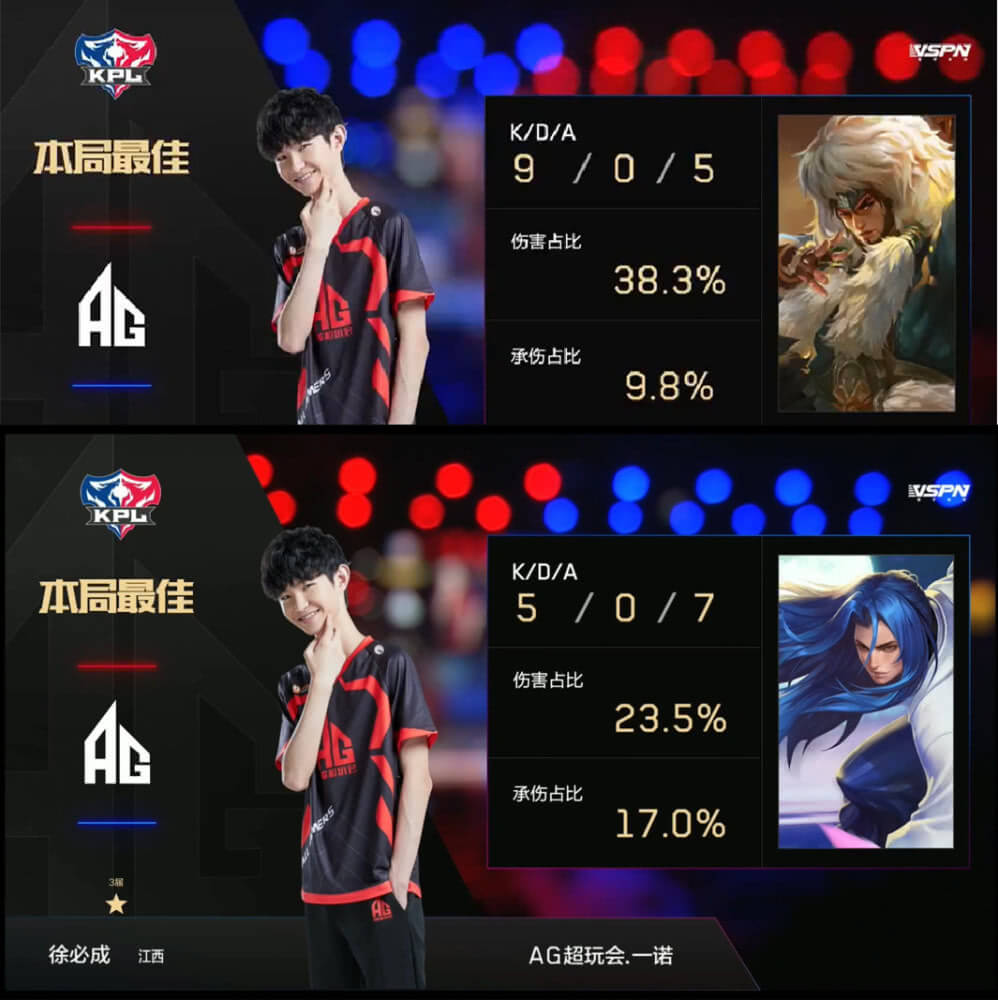 KPL
VSPN
本局最佳
AG
K/D/A
9 / 0 / 5
伤害占比
38.3%
承伤占比
9.8%
AG
KPL
VSPN
本局最佳
AG
K/D/A
5 / 0 / 7
伤害占比
23.5%
承伤占比
17.0%
AG
3届
AG
徐必成 江西
AG超玩会.一诺